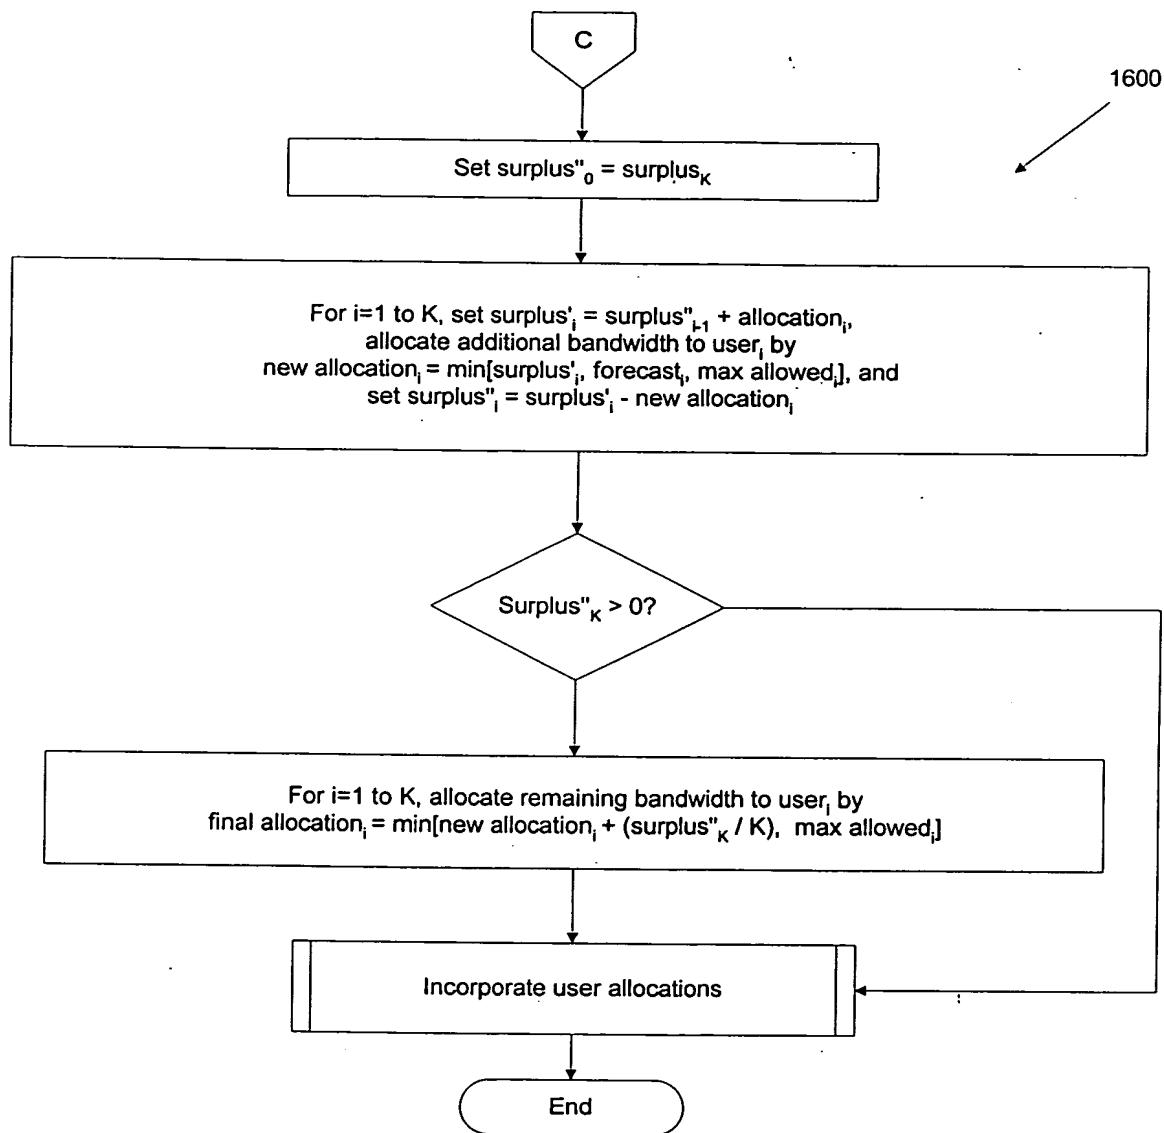 C
1600
Set surplus"₀ = surplusK
For i=1 to K, set surplus'ᵢ = surplus"ᵢ₋₁ + allocationᵢ,
allocate additional bandwidth to userᵢ by
new allocationᵢ = min[surplus'ᵢ, forecastᵢ, max allowedᵢ], and
set surplus"ᵢ = surplus'ᵢ - new allocationᵢ
Surplus"K > 0?
For i=1 to K, allocate remaining bandwidth to userᵢ by
final allocationᵢ = min[new allocationᵢ + (surplus"K / K), max allowedᵢ]
Incorporate user allocations
End